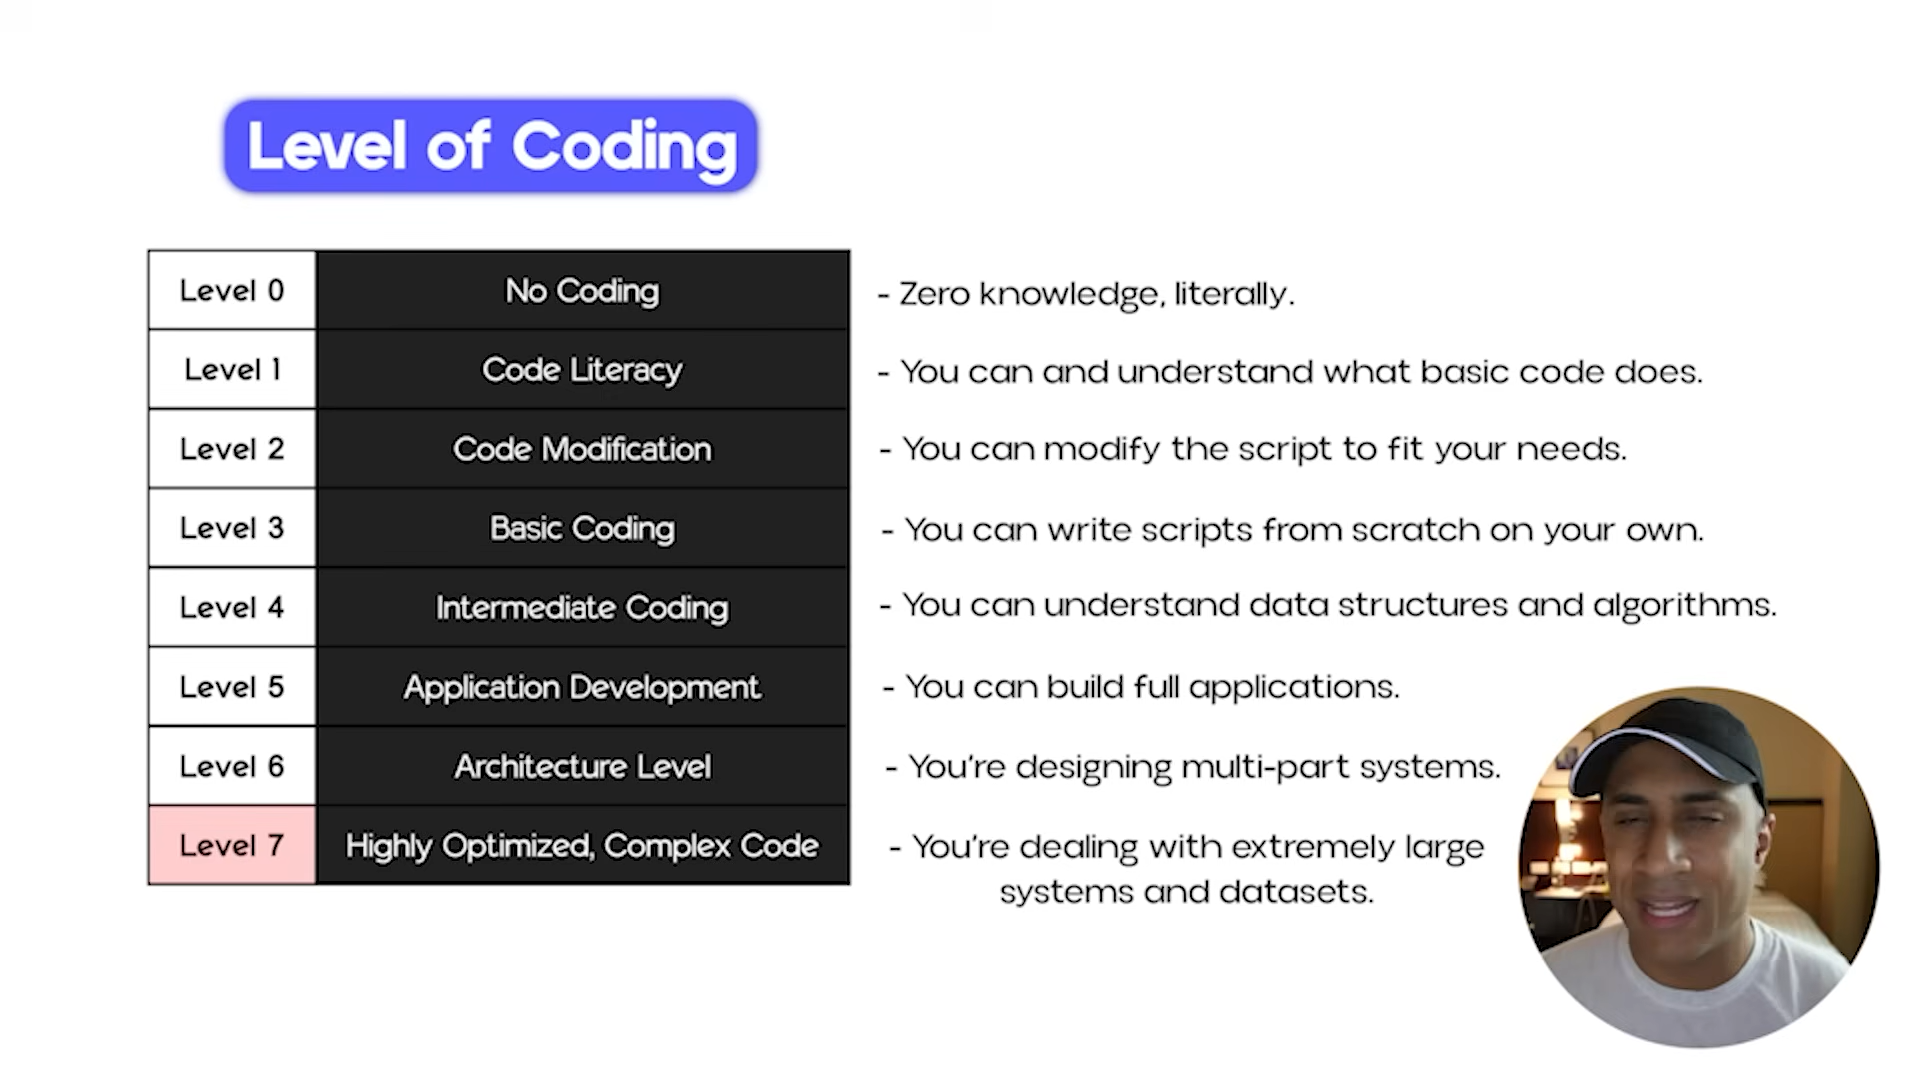 Level of Coding
Level 0 No Coding - Zero knowledge, literally.
Level 1 Code Literacy - You can and understand what basic code does.
Level 2 Code Modification - You can modify the script to fit your needs.
Level 3 Basic Coding - You can write scripts from scratch on your own.
Level 4 Intermediate Coding - You can understand data structures and algorithms.
Level 5 Application Development - You can build full applications.
Level 6 Architecture Level - You're designing multi-part systems.
Level 7 Highly Optimized, Complex Code - You're dealing with extremely large
systems and datasets.